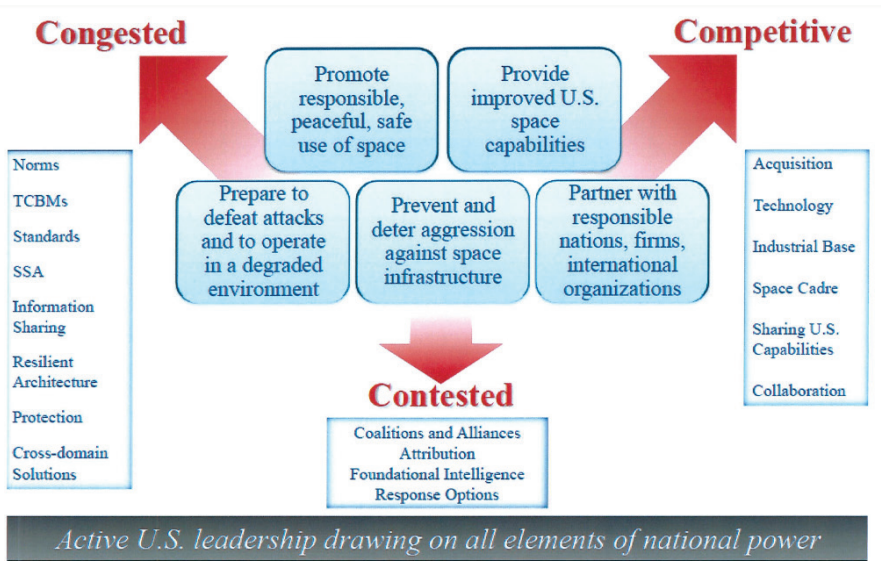 Congested
Competitive
Promote
responsible,
peaceful, safe
use of space
Provide
improved U.S.
space
capabilities
Prepare to
defeat attacks
and to operate
in a degraded
environment
Prevent and
deter aggression
against space
infrastructure
Partner with
responsible
nations, firms,
international
organizations
Norms
TCBMs
Standards
SSA
Information
Sharing
Resilient
Architecture
Protection
Cross-domain
Solutions
Acquisition
Technology
Industrial Base
Space Cadre
Sharing U.S.
Capabilities
Collaboration
Contested
Coalitions and Alliances
Attribution
Foundational Intelligence
Response Options
Active U.S. leadership drawing on all elements of national power